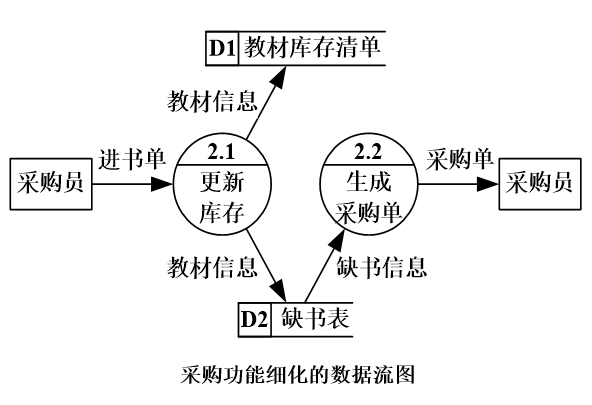 D1 教材库存清单
教材信息
进书单
采购员
2.1
更新
库存
2.2
生成
采购单
采购单
采购员
教材信息
缺书信息
D2 缺书表
采购功能细化的数据流图